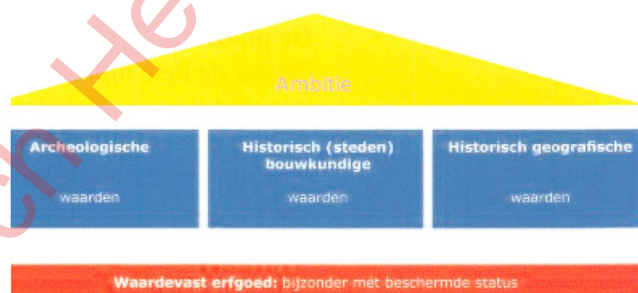 Ambitie
Archeologische
waarden
Historisch (steden)
bouwkundige
waarden
Historisch geografische
waarden
Waardevast erfgoed: bijzonder mét beschermde status